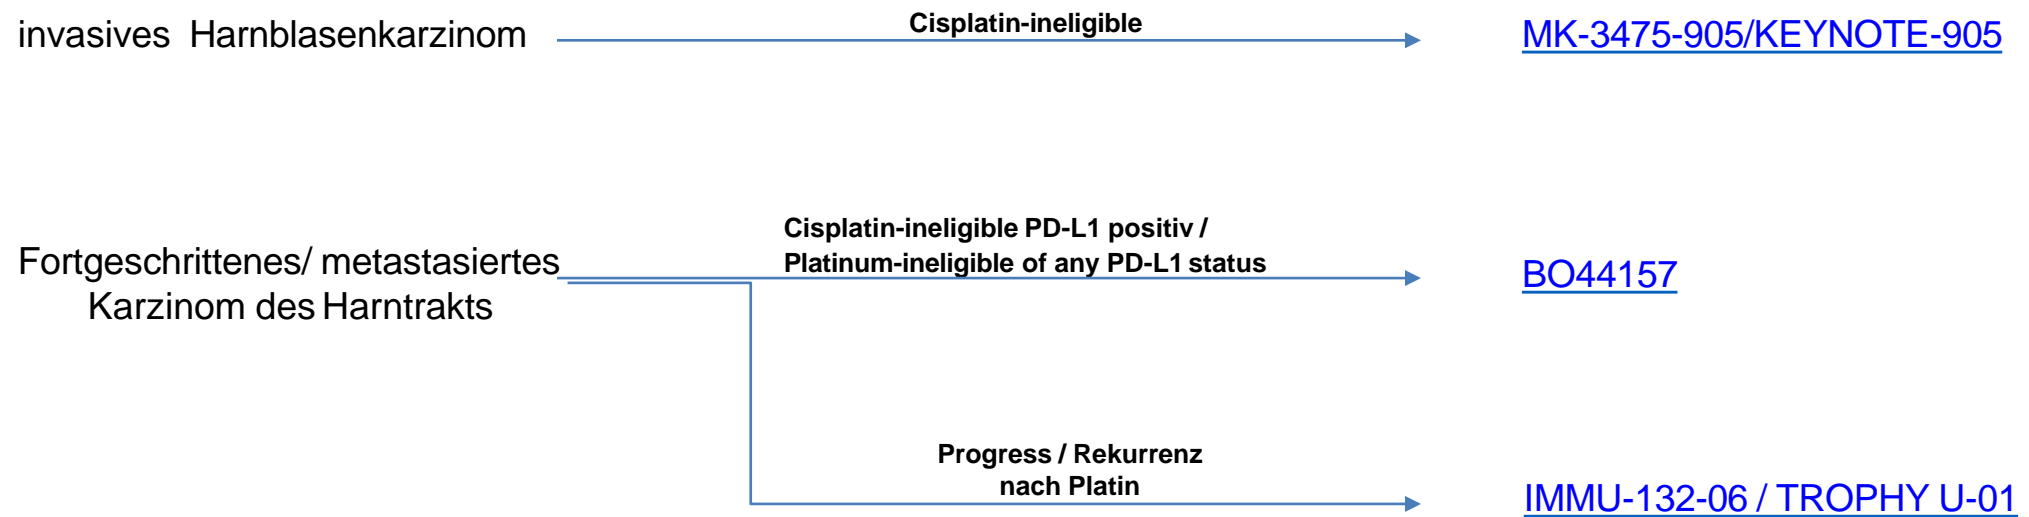 invasives Harnblasenkarzinom
Cisplatin-ineligible
MK-3475-905/KEYNOTE-905
Cisplatin-ineligible PD-L1 positiv /
Platinum-ineligible of any PD-L1 status
Fortgeschrittenes/ metastasiertes
Karzinom des Harntrakts
BO44157
Progress / Rekurrenz
nach Platin
IMMU-132-06 / TROPHY U-01